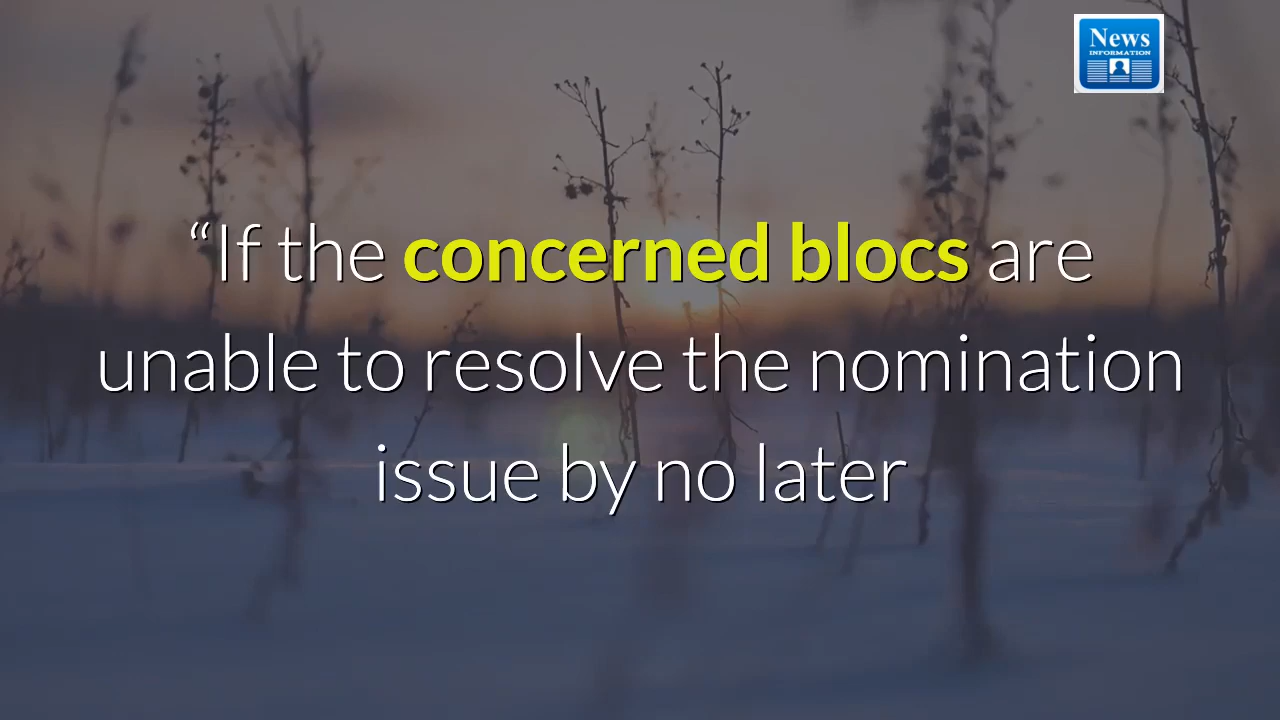 News
INFORMATION
“If the concerned blocs are
unable to resolve the nomination
issue by no later